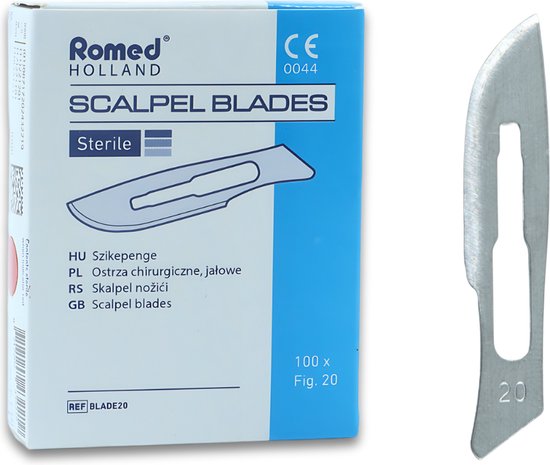 Romed®
HOLLAND
CE
0044
SCALPEL BLADES
Sterile
HU Szikepenge
PL Ostrza chirurgiczne, jałowe
RS Skalpel nožići
GB Scalpel blades
100 x
Fig. 20
REF BLADE20
20